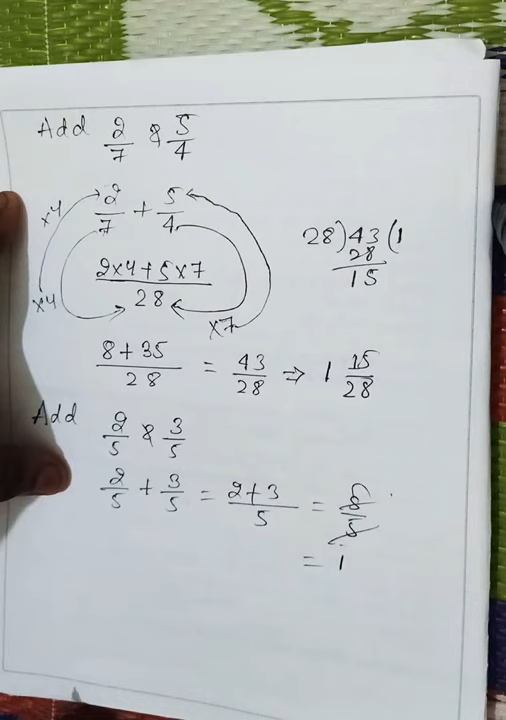 Add 2/7 & 5/4
×4 2/7 + 5/4
2×4+5×7/28
×4 ×7
28)43(1
28
15
8+35/28 = 43/28 ⇒ 1 15/28
Add 2/5 & 3/5
2/5 + 3/5 = 2+3/5 = 5/5
= 1